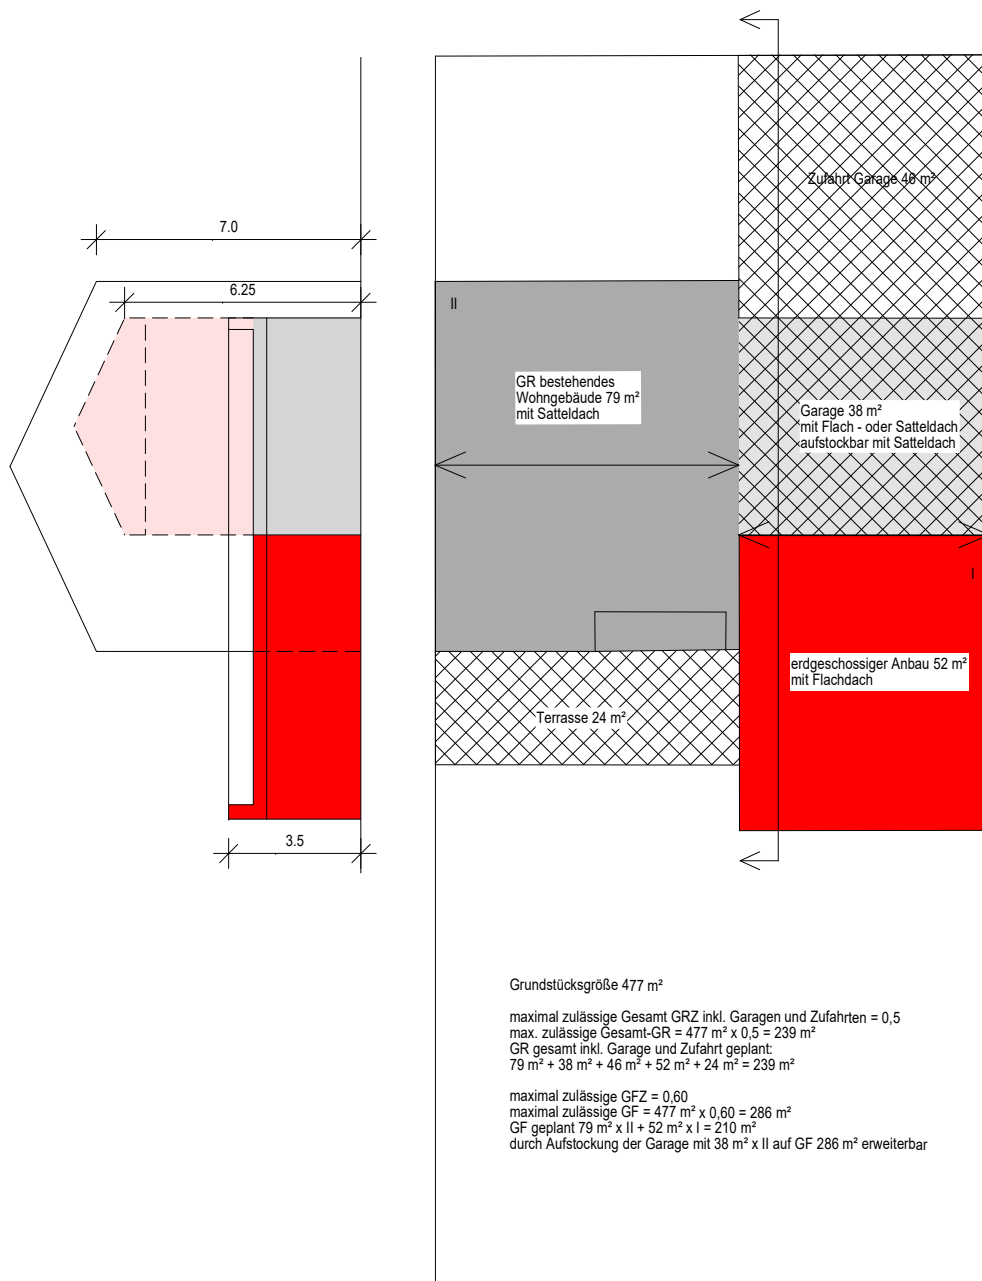 Zufahrt Garage 46 m²
7.0
6.25
II
GR bestehendes
Wohngebäude 79 m²
mit Satteldach
Garage 38 m²
mit Flach - oder Satteldach
aufstockbar mit Satteldach
I
erdgeschossiger Anbau 52 m²
mit Flachdach
Terrasse 24 m²
3.5
Grundstücksgröße 477 m²
maximal zulässige Gesamt GRZ inkl. Garagen und Zufahrten = 0,5
max. zulässige Gesamt-GR = 477 m² x 0,5 = 239 m²
GR gesamt inkl. Garage und Zufahrt geplant:
79 m² + 38 m² + 46 m² + 52 m² + 24 m² = 239 m²
maximal zulässige GFZ = 0,60
maximal zulässige GF = 477 m² x 0,60 = 286 m²
GF geplant 79 m² x II + 52 m² x I = 210 m²
durch Aufstockung der Garage mit 38 m² x II auf GF 286 m² erweiterbar